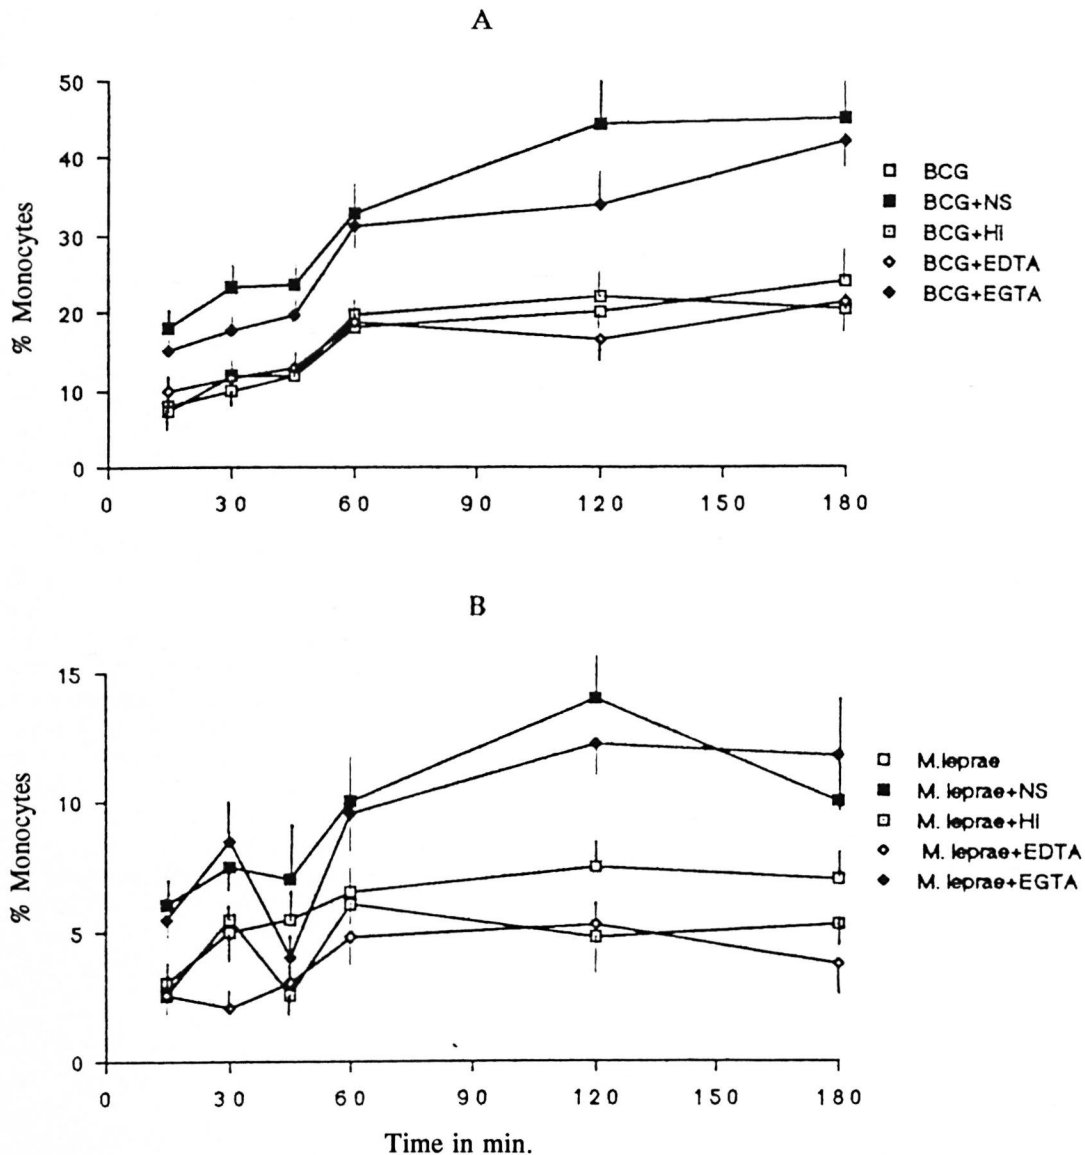 A
50
40
30
20
10
0
% Monocytes
0 30 60 90 120 150 180
BCG
BCG+NS
BCG+HI
BCG+EDTA
BCG+EGTA
B
15
10
5
0
% Monocytes
0 30 60 90 120 150 180
M.leprae
M. leprae+NS
M. leprae+HI
M. leprae+EDTA
M. leprae+EGTA
Time in min.